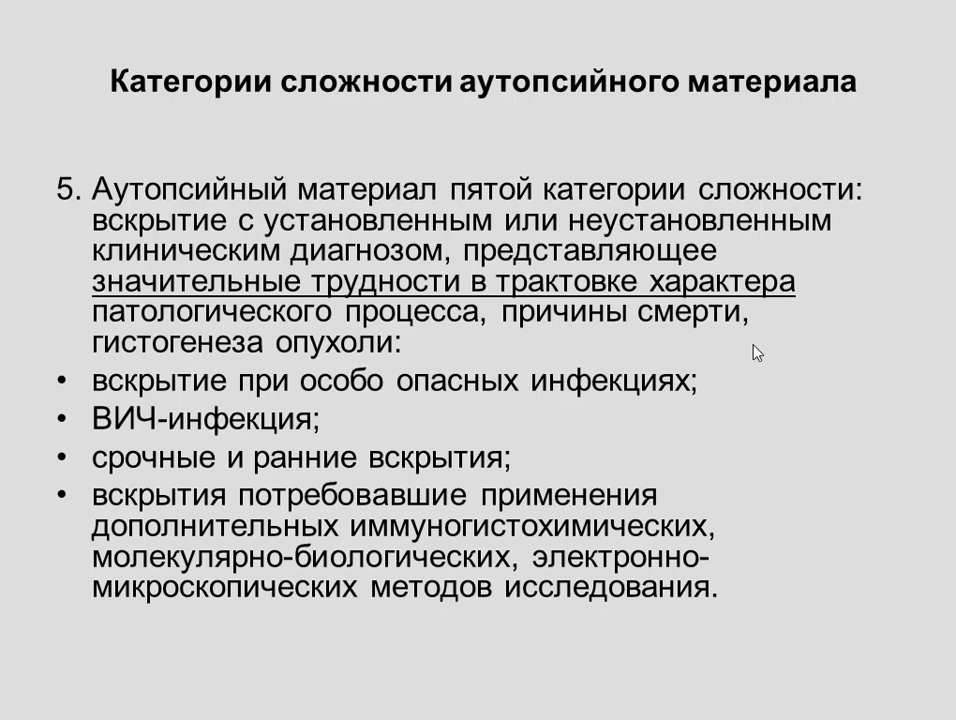 Категории сложности аутопсийного материала
5. Аутопсийный материал пятой категории сложности:
вскрытие с установленным или неустановленным
клиническим диагнозом, представляющее
значительные трудности в трактовке характера
патологического процесса, причины смерти,
гистогенеза опухоли:
• вскрытие при особо опасных инфекциях;
• ВИЧ-инфекция;
• срочные и ранние вскрытия;
• вскрытия потребовавшие применения
дополнительных иммуногистохимических,
молекулярно-биологических, электронно-
микроскопических методов исследования.